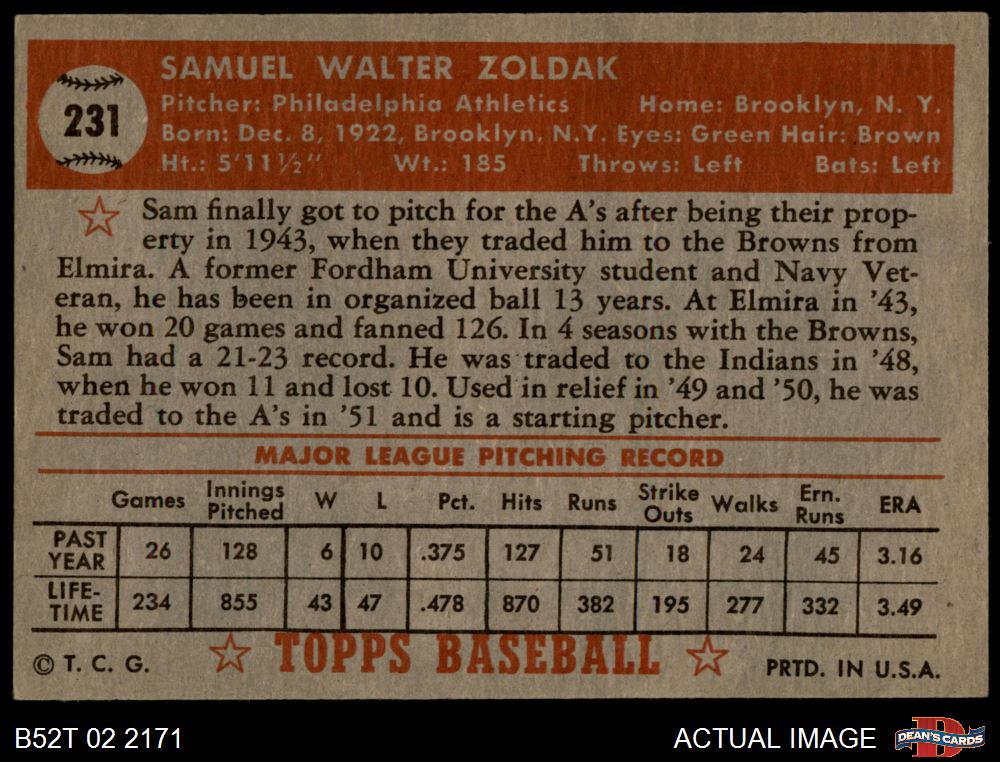 231
SAMUEL WALTER ZOLDAK
Pitcher: Philadelphia Athletics Home: Brooklyn, N. Y.
Born: Dec. 8, 1922, Brooklyn, N.Y. Eyes: Green Hair: Brown
Ht.: 5'11 ½" Wt.: 185 Throws: Left Bats: Left
Sam finally got to pitch for the A's after being their prop-
erty in 1943, when they traded him to the Browns from
Elmira. A former Fordham University student and Navy Vet-
eran, he has been in organized ball 13 years. At Elmira in '43,
he won 20 games and fanned 126. In 4 seasons with the Browns,
Sam had a 21-23 record. He was traded to the Indians in '48,
when he won 11 and lost 10. Used in relief in '49 and '50, he was
traded to the A's in '51 and is a starting pitcher.
MAJOR LEAGUE PITCHING RECORD
Games Innings Pitched W L Pct. Hits Runs Strike Outs Walks Ern. Runs ERA
PAST YEAR 26 128 6 10 .375 127 51 18 24 45 3.16
LIFE-TIME 234 855 43 47 .478 870 382 195 277 332 3.49
© T. C. G. TOPPS BASEBALL PRTD. IN U.S.A.
B52T 02 2171 ACTUAL IMAGE D DEAN'S CARDS